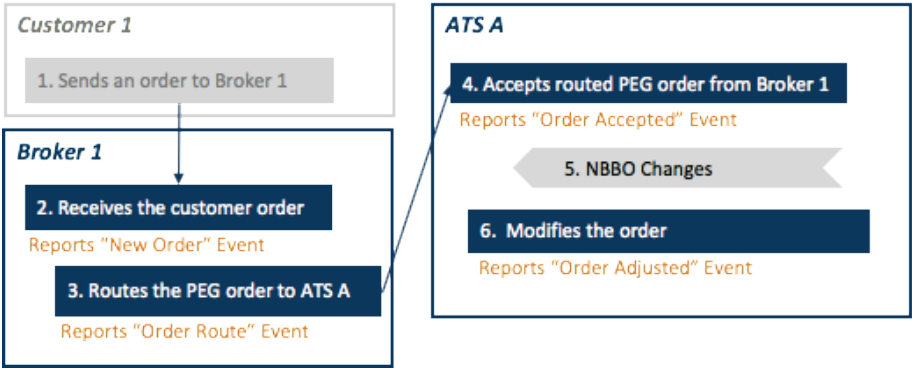 Customer 1
1. Sends an order to Broker 1
Broker 1
2. Receives the customer order
Reports “New Order” Event
3. Routes the PEG order to ATS A
Reports “Order Route” Event
ATS A
4. Accepts routed PEG order from Broker 1
Reports “Order Accepted” Event
5. NBBO Changes
6. Modifies the order
Reports “Order Adjusted” Event